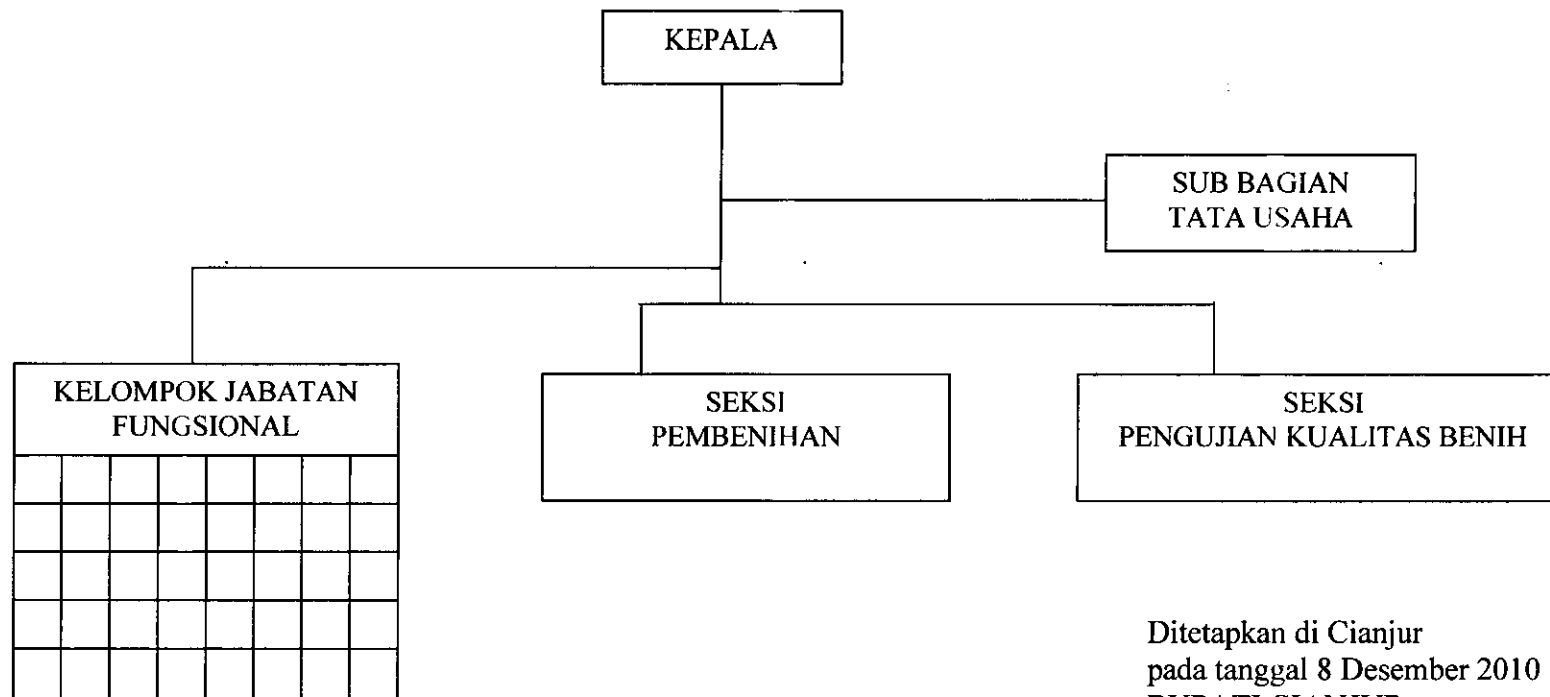 KEPALA
SUB BAGIAN
TATA USAHA
KELOMPOK JABATAN
FUNGSIONAL
SEKSI
PEMBENIHAN
SEKSI
PENGUJIAN KUALITAS BENIH
Ditetapkan di Cianjur
pada tanggal 8 Desember 2010